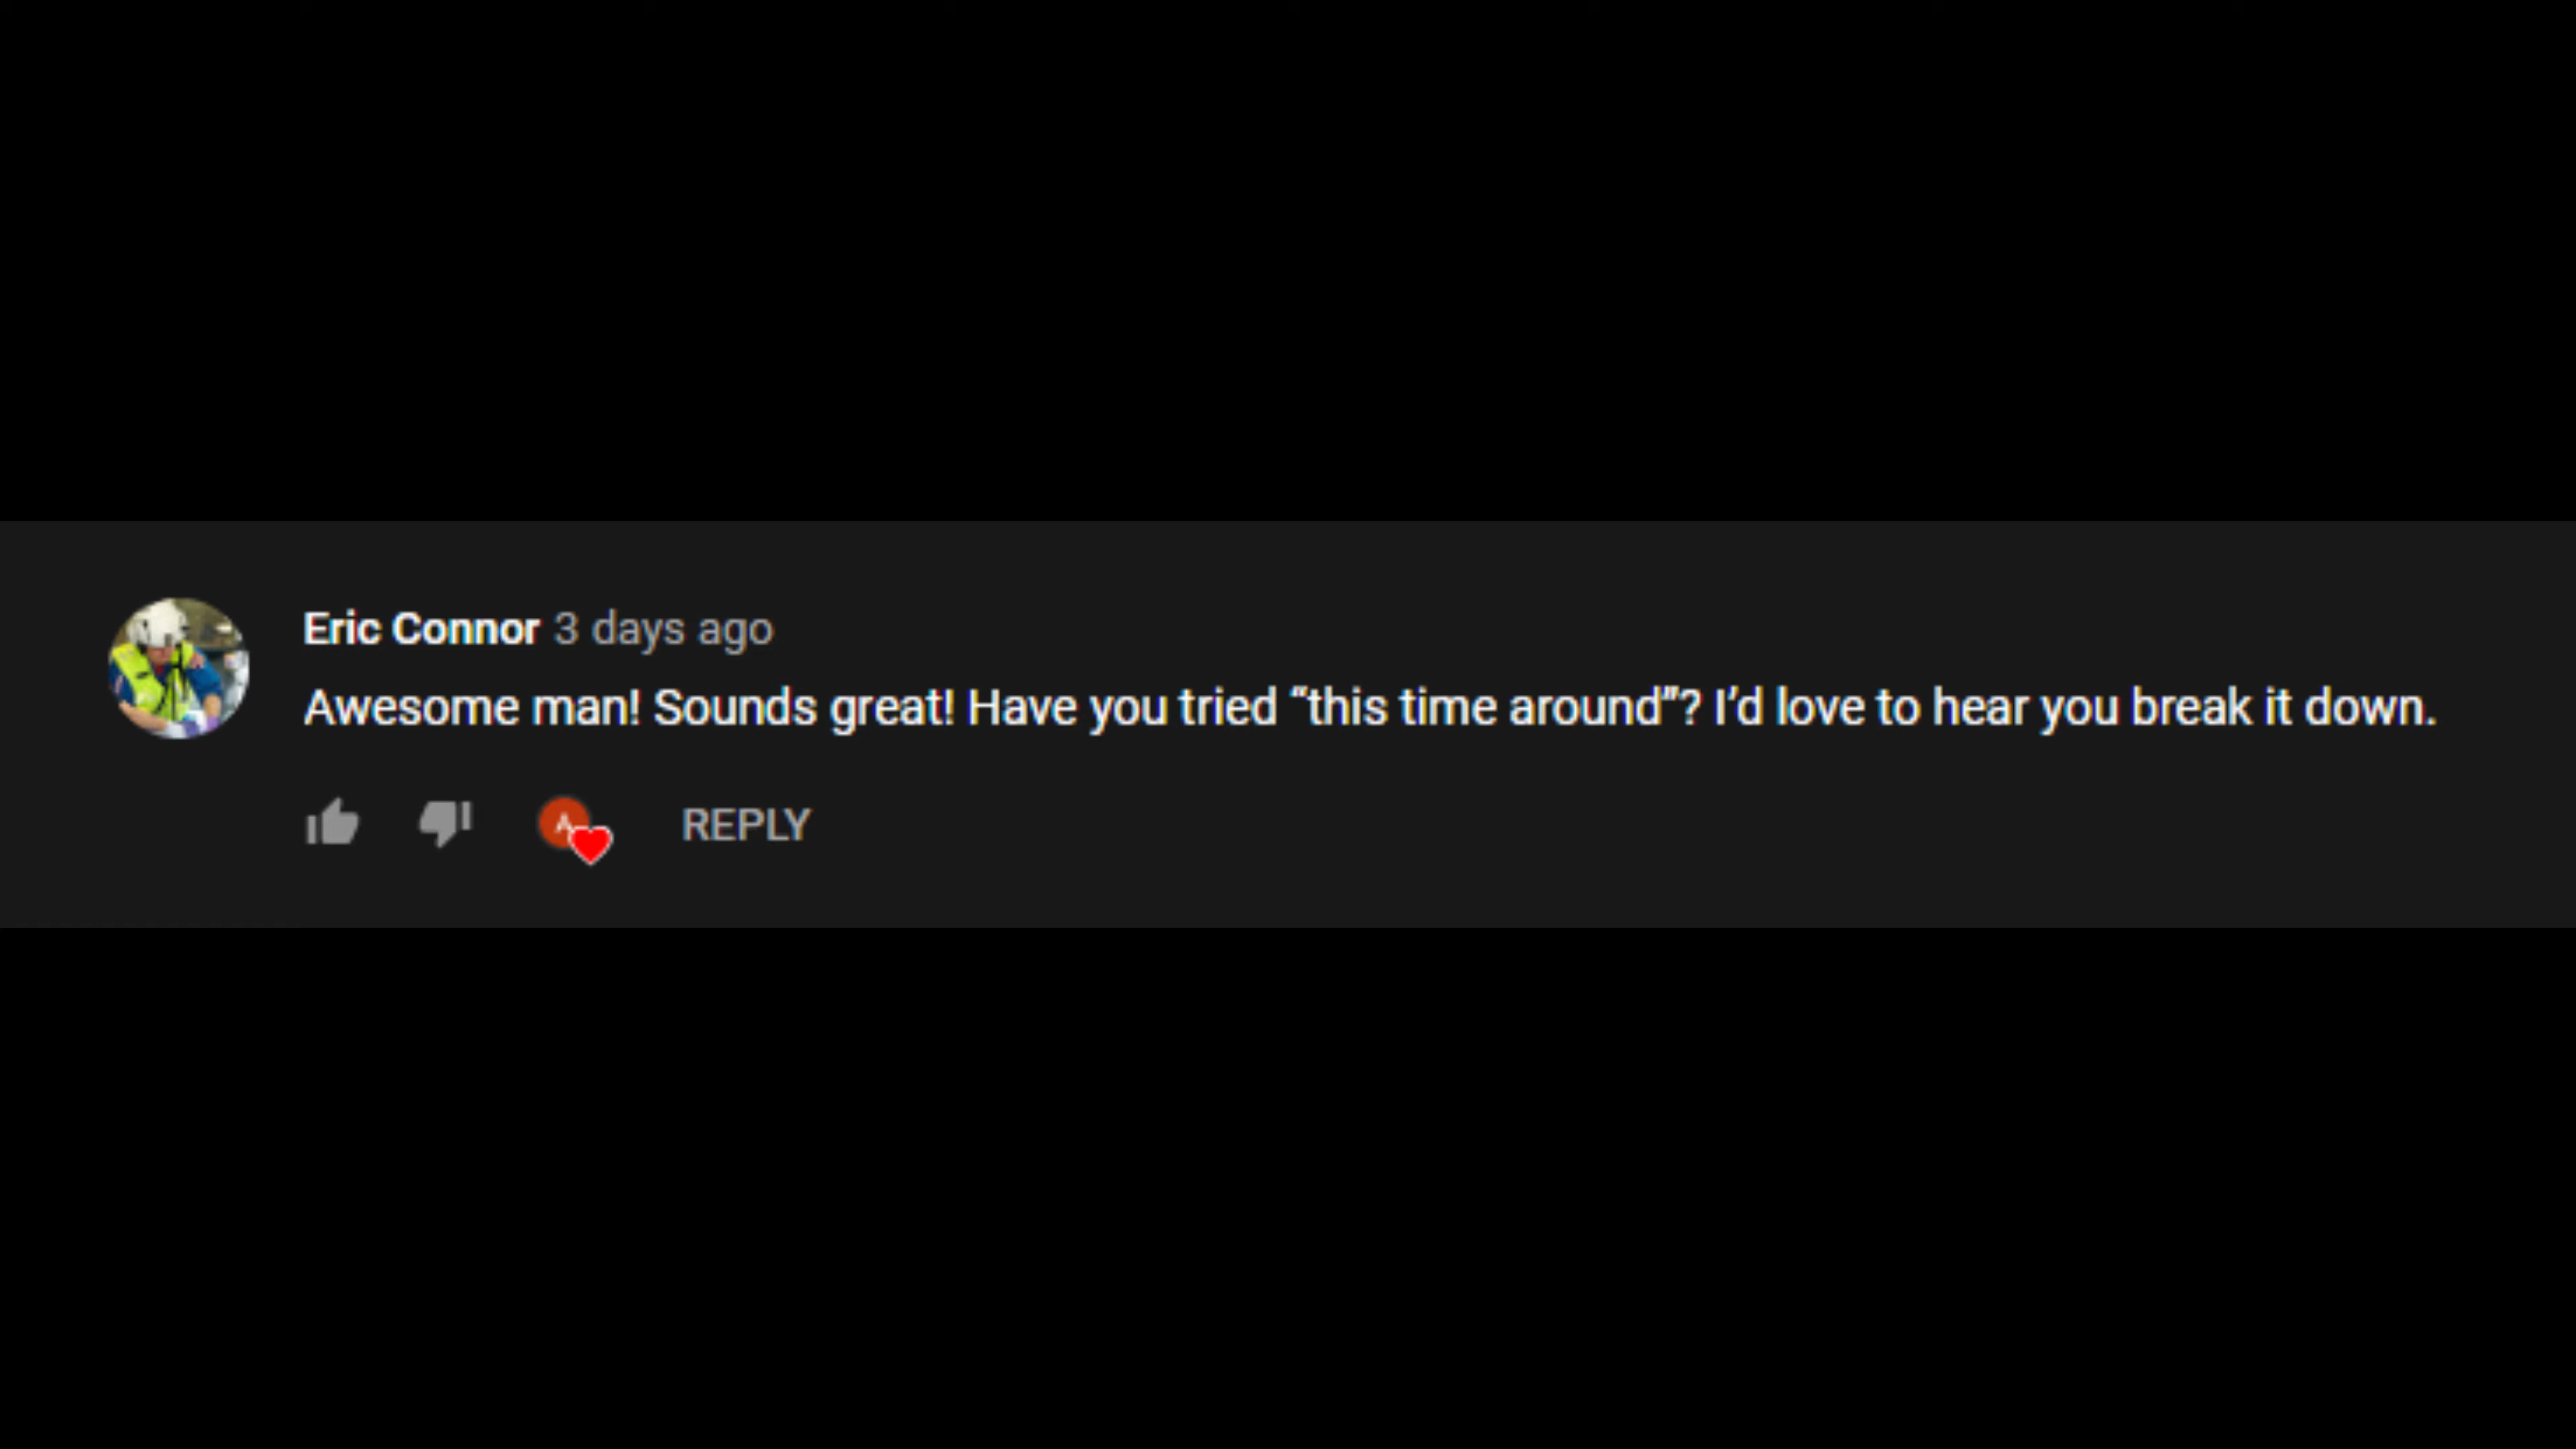 Eric Connor 3 days ago
Awesome man! Sounds great! Have you tried “this time around”? I’d love to hear you break it down.
A REPLY